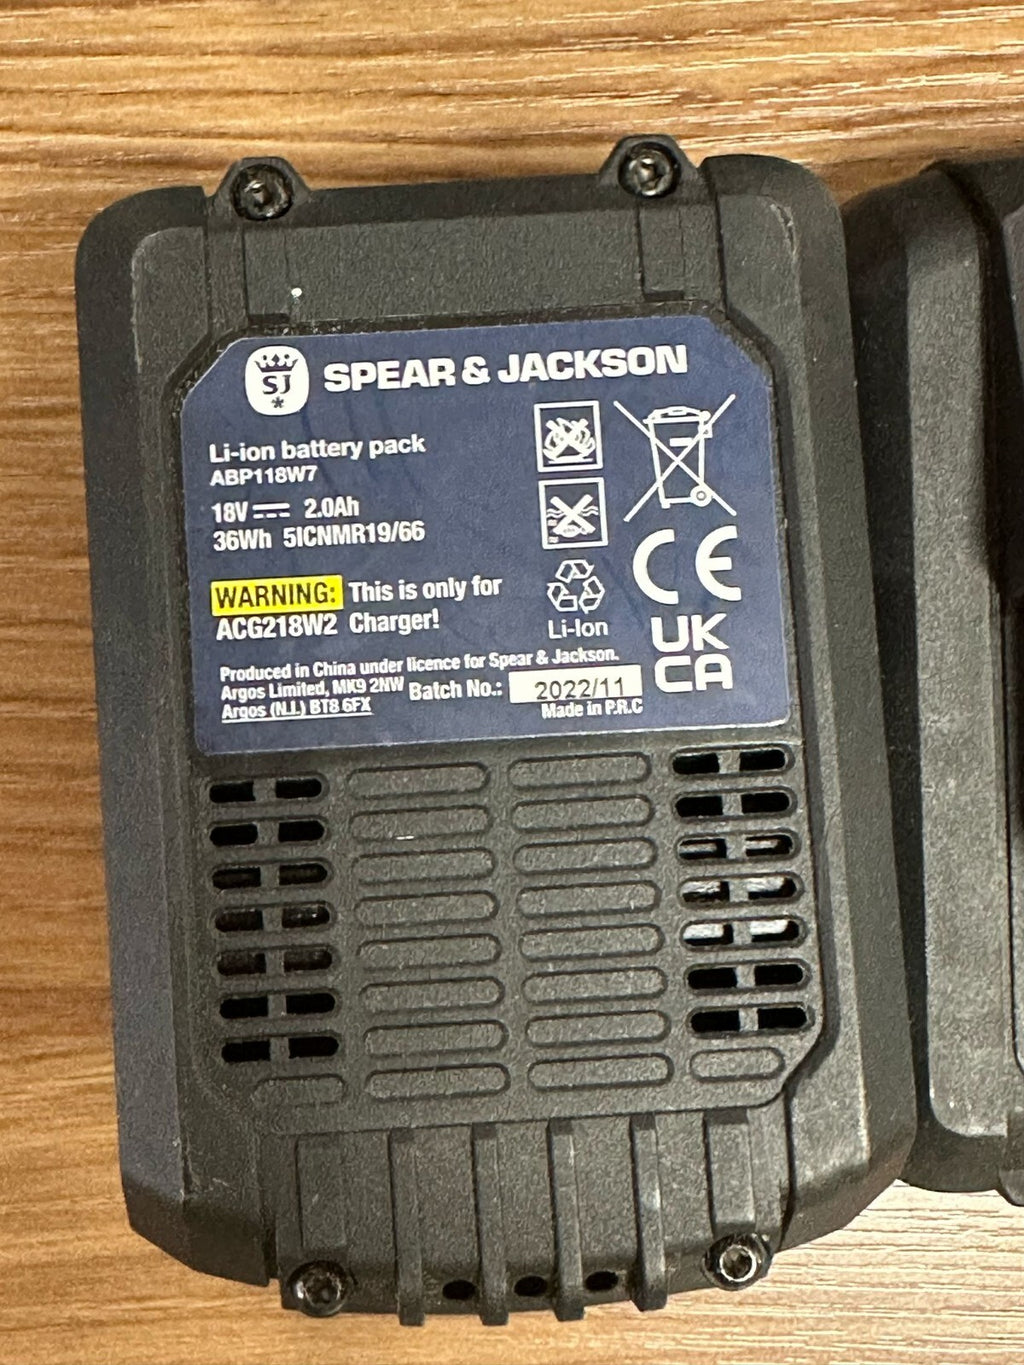 SJ
SPEAR & JACKSON
Li-ion battery pack
ABP118W7
18V 2.0Ah
36Wh 5ICNMR19/66
WARNING: This is only for
ACG218W2 Charger!
Li-Ion
CE
UK
CA
Produced in China under licence for Spear & Jackson.
Argos Limited, MK9 2NW Batch No.: 2022/11
Argos (N.I.) BT8 6FX
Made in P.R.C